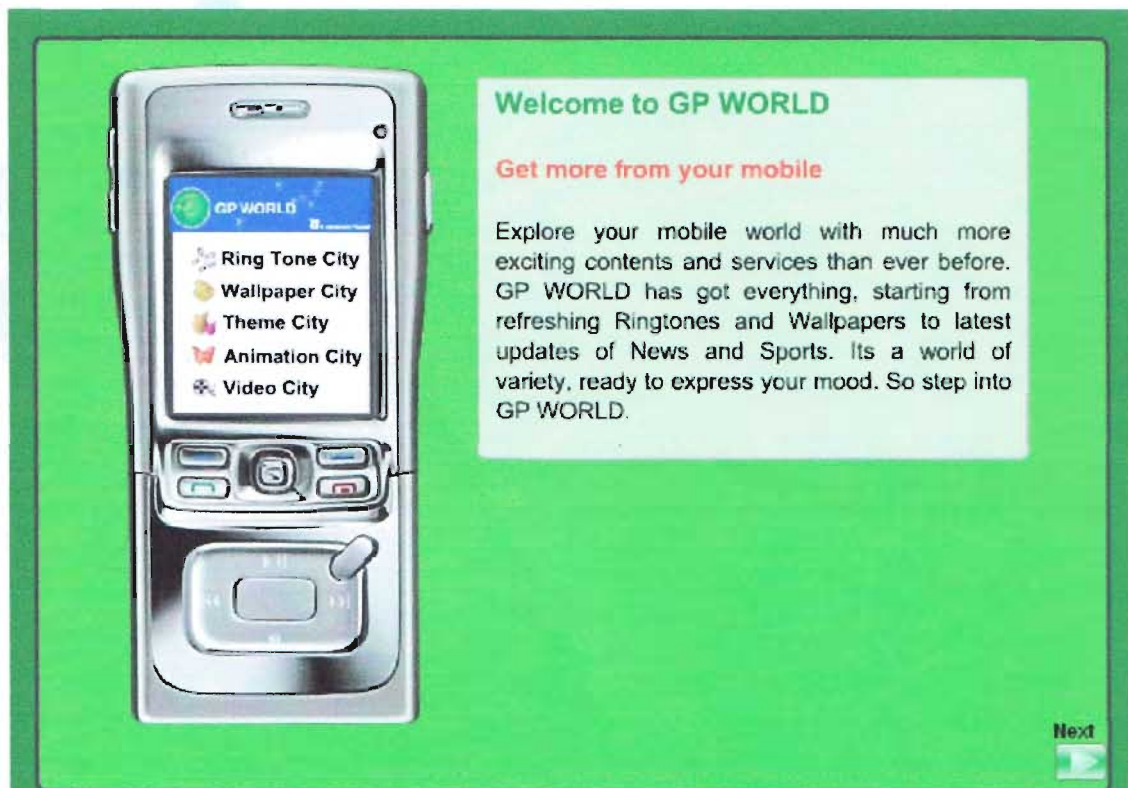 GP WORLD
Ring Tone City
Wallpaper City
Theme City
Animation City
Video City
Welcome to GP WORLD
Get more from your mobile
Explore your mobile world with much more
exciting contents and services than ever before.
GP WORLD has got everything, starting from
refreshing Ringtones and Wallpapers to latest
updates of News and Sports. Its a world of
variety, ready to express your mood. So step into
GP WORLD.
Next